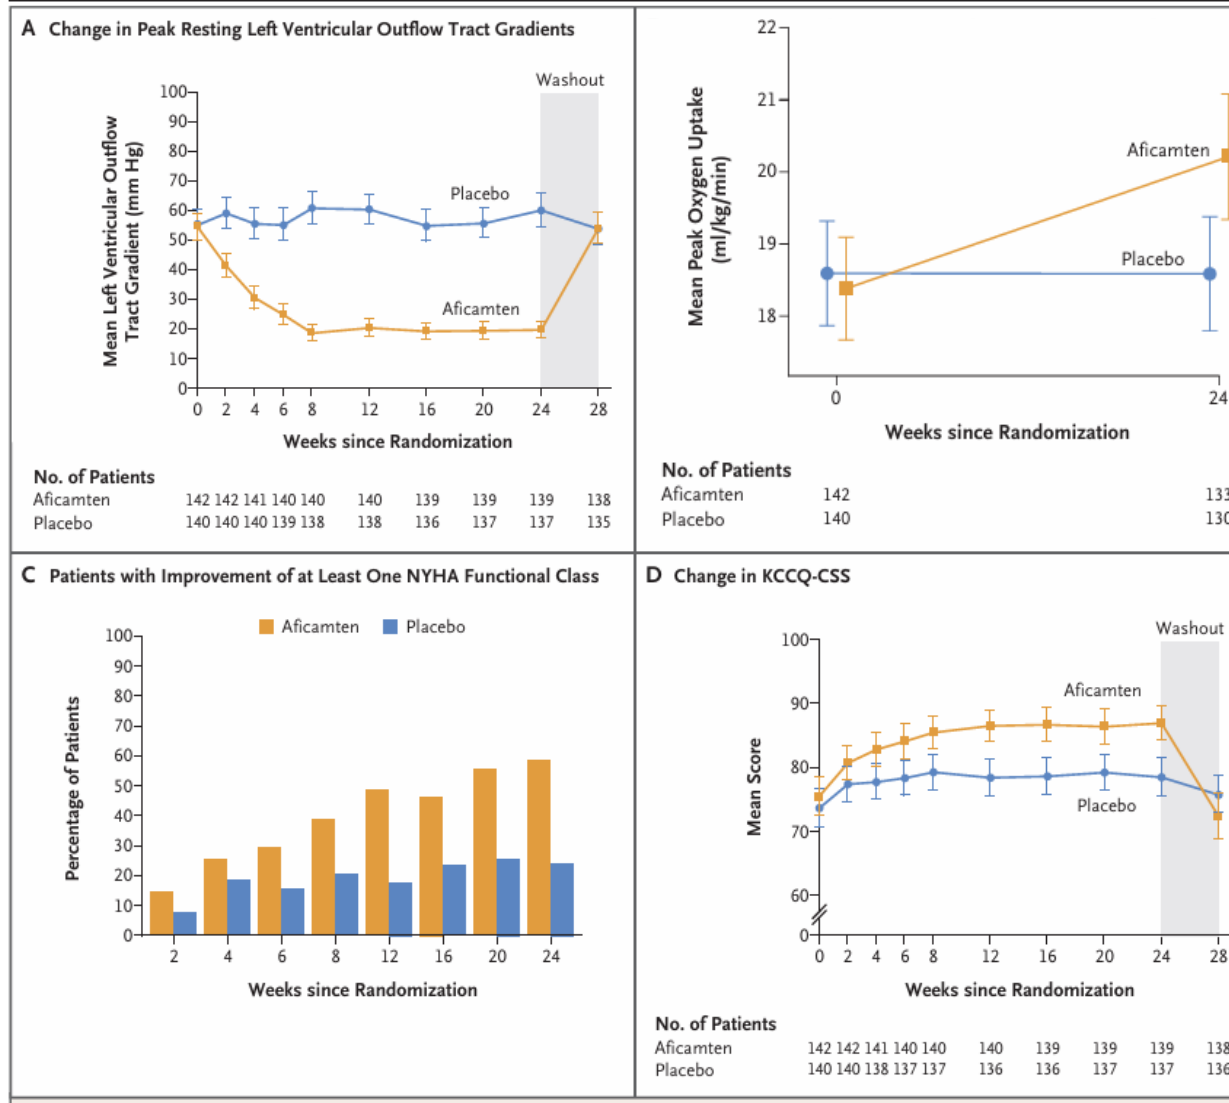 A Change in Peak Resting Left Ventricular Outflow Tract Gradients
Washout
Mean Left Ventricular Outflow
Tract Gradient (mm Hg)
100
90
80
70
60
50
40
30
20
10
0
Placebo
Aficamten
0 2 4 6 8 12 16 20 24 28
Weeks since Randomization
No. of Patients
Aficamten 142 142 141 140 140 140 139 139 139 138
Placebo 140 140 140 139 138 138 136 137 137 135
Mean Peak Oxygen Uptake
(ml/kg/min)
22
21
20
19
18
Aficamten
Placebo
0 24
Weeks since Randomization
No. of Patients
Aficamten 142 133
Placebo 140 130
C Patients with Improvement of at Least One NYHA Functional Class
Aficamten Placebo
Percentage of Patients
100
90
80
70
60
50
40
30
20
10
0
2 4 6 8 12 16 20 24
Weeks since Randomization
D Change in KCCQ-CSS
Washout
Mean Score
100
90
80
70
60
0
Aficamten
Placebo
0 2 4 6 8 12 16 20 24 28
Weeks since Randomization
No. of Patients
Aficamten 142 142 141 140 140 140 139 139 139 138
Placebo 140 140 138 137 137 136 136 137 137 136